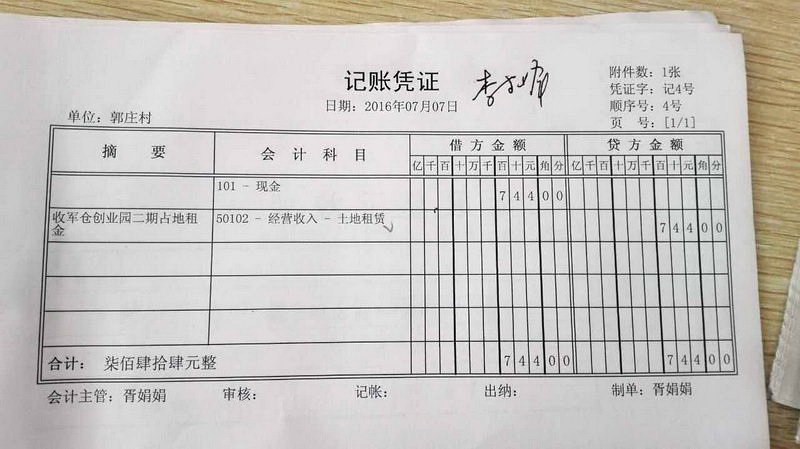 记账凭证
附件数: 1张
凭证字: 记4号
日期: 2016年07月07日
顺序号: 4号
单位: 郭庄村
页 号: [1/1]
摘 要 会 计 科 目 借 方 金 额 贷 方 金 额
亿 千 百 十 万 千 百 十 元 角 分 亿 千 百 十 万 千 百 十 元 角 分
101 - 现金 7 4 4 0 0
收军仓创业园二期占地租金 50102 - 经营收入 - 土地租赁 7 4 4 0 0
合计: 柒佰肆拾肆元整 7 4 4 0 0 7 4 4 0 0
会计主管: 胥娟娟 审核: 记帐: 出纳: 制单: 胥娟娟